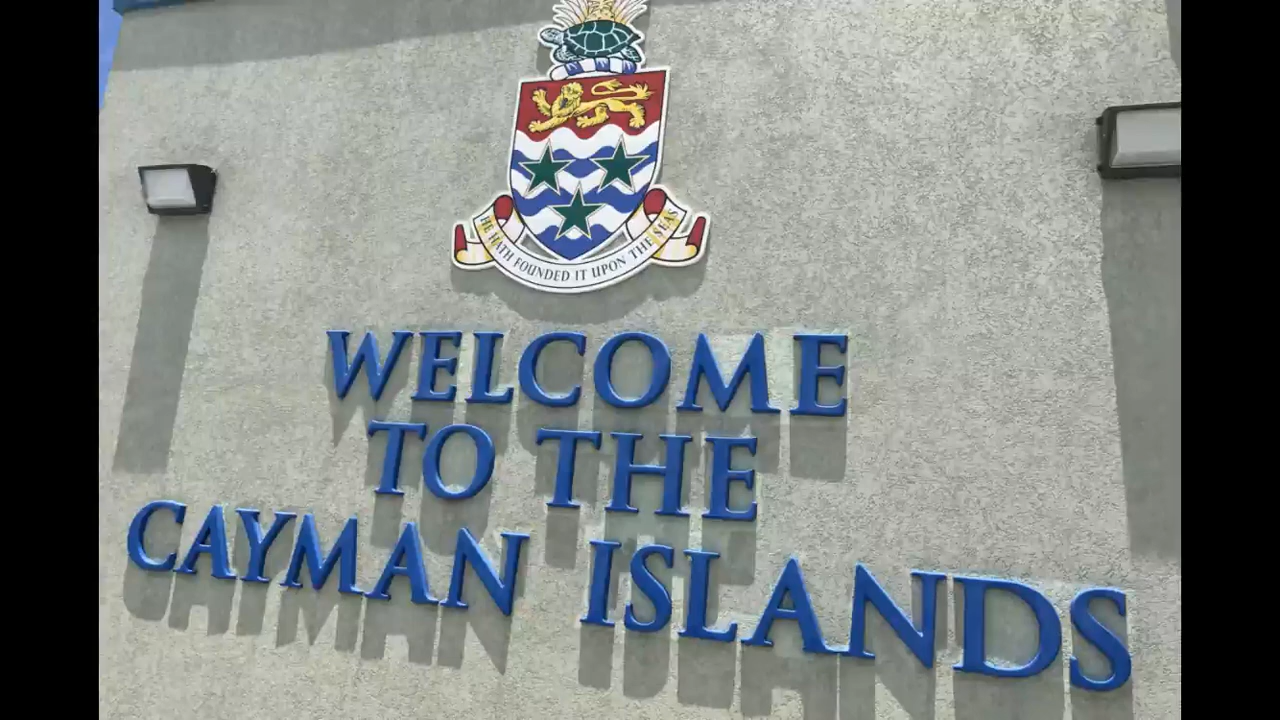 HE HATH FOUNDED IT UPON THE SEAS
WELCOME
TO THE
CAYMAN ISLANDS